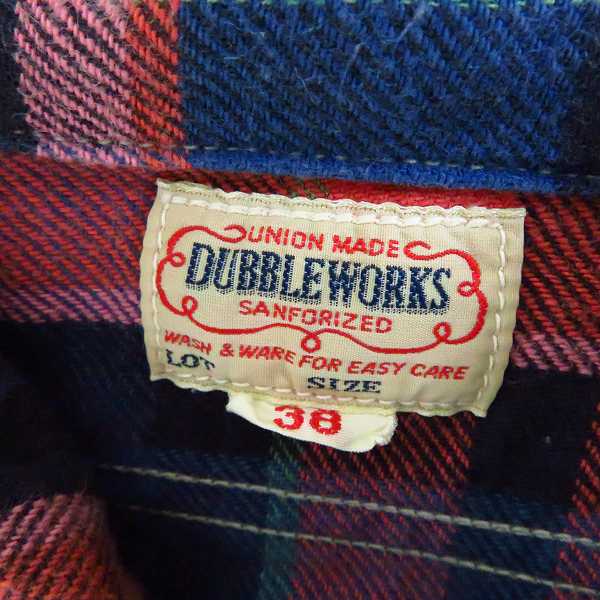 UNION MADE
DUBBLEWORKS
SANFORIZED
WASH & WARE FOR EASY CARE
LOT SIZE
38